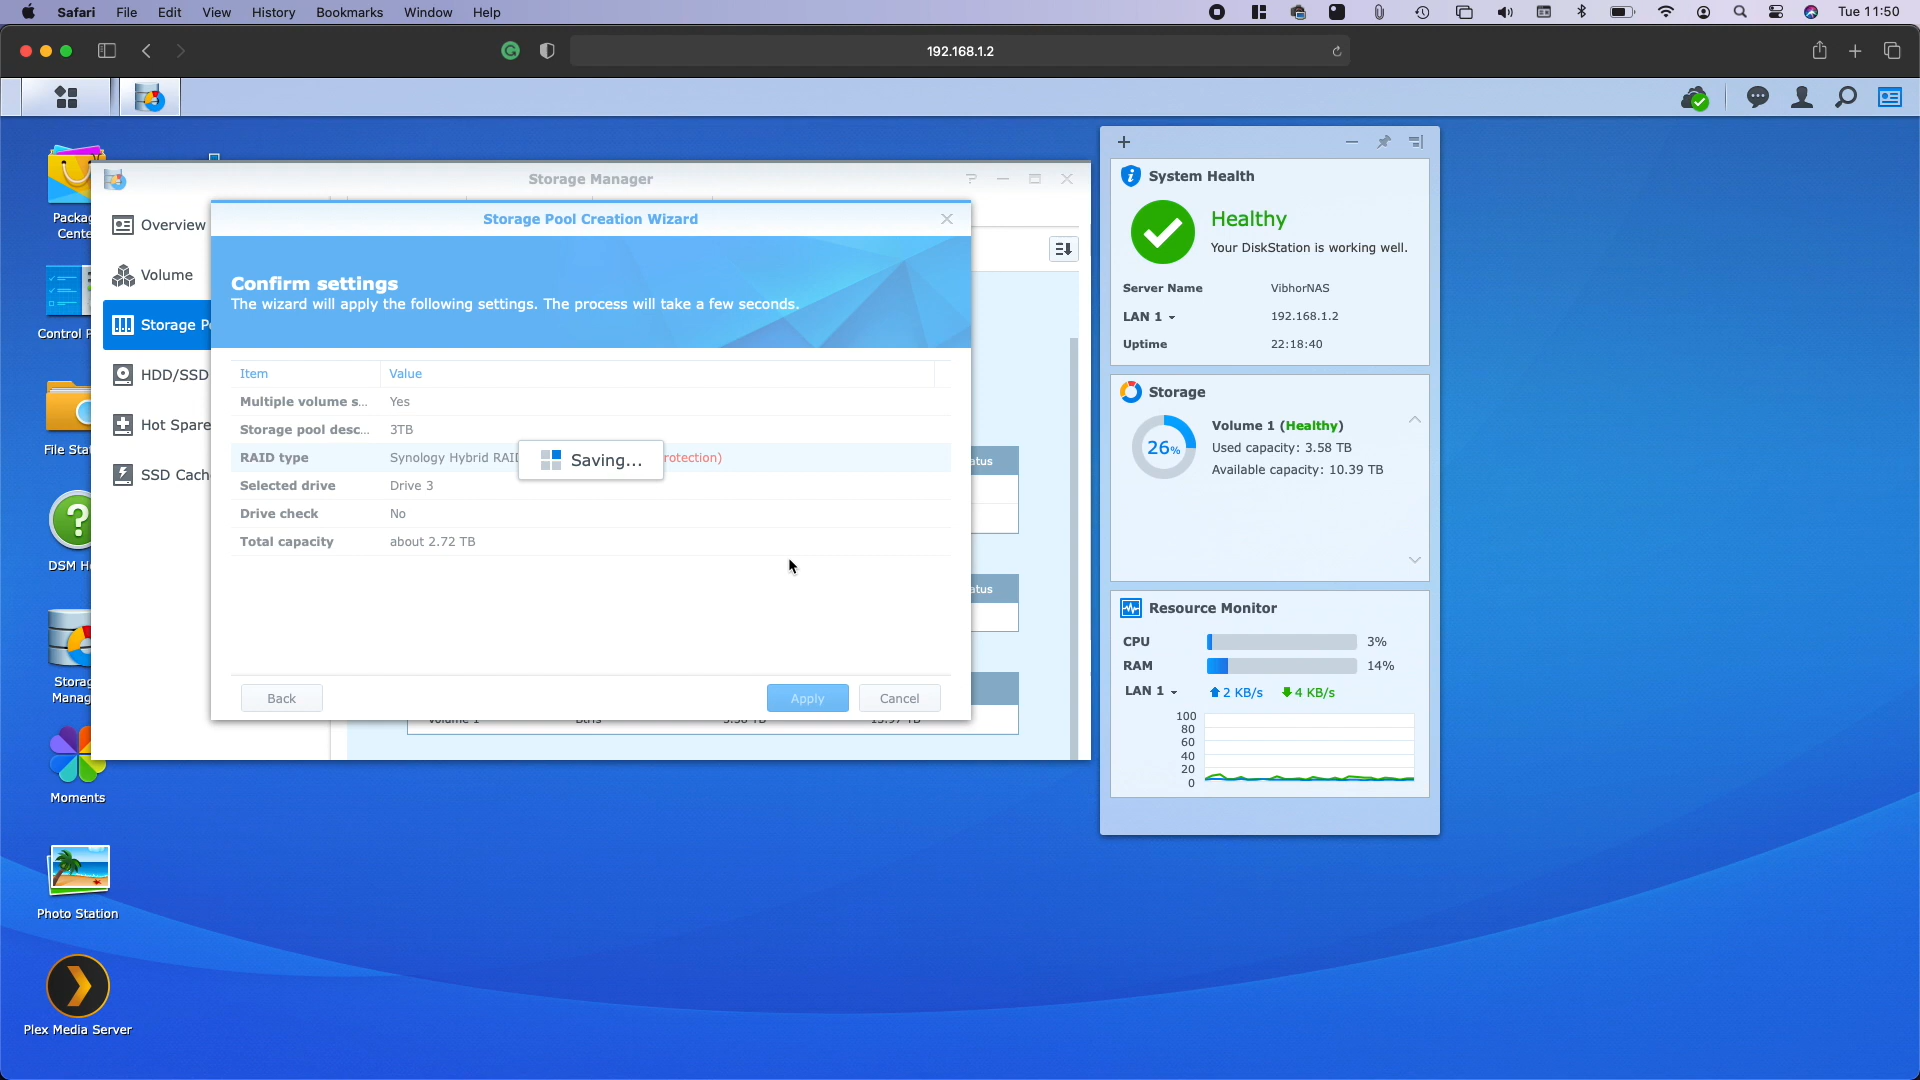 Safari File Edit View History Bookmarks Window Help Tue 11:50
192.168.1.2
Storage Manager
Overview
Volume
Storage P
HDD/SSD
Hot Spare
SSD Cach
Storage Pool Creation Wizard
Confirm settings
The wizard will apply the following settings. The process will take a few seconds.
Item Value
Multiple volume s... Yes
Storage pool desc... 3TB
RAID type Synology Hybrid RAID rotection)
Saving...
Selected drive Drive 3
Drive check No
Total capacity about 2.72 TB
Back Apply Cancel
atus
atus
Packag
Cente
Control P
File Stat
DSM H
Storag
Manag
Moments
Photo Station
Plex Media Server
System Health
Healthy
Your DiskStation is working well.
Server Name VibhorNAS
LAN 1 192.168.1.2
Uptime 22:18:40
Storage
26%
Volume 1 (Healthy)
Used capacity: 3.58 TB
Available capacity: 10.39 TB
Resource Monitor
CPU 3%
RAM 14%
LAN 1 2 KB/s 4 KB/s
100
80
60
40
20
0